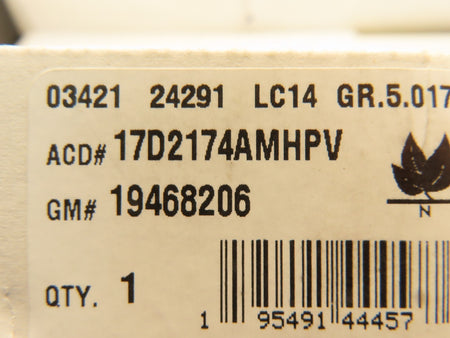 03421 24291 LC14 GR.5.017
ACD# 17D2174AMHPV
GM# 19468206
N
QTY. 1
1 95491 44457